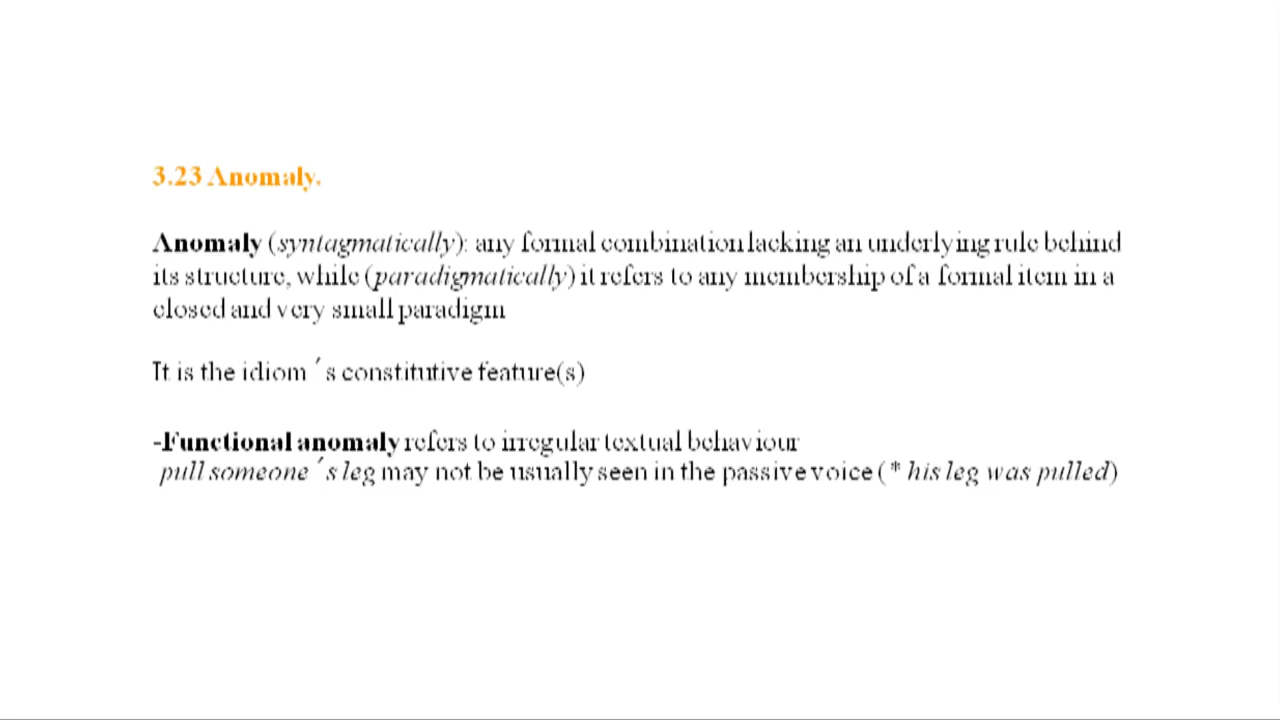 3.23 Anomaly.
Anomaly (syntagmatically): any formal combination lacking an underlying rule behind
its structure, while (paradigmatically) it refers to any membership of a formal item in a
closed and very small paradigm
It is the idiom´s constitutive feature(s)
-Functional anomaly refers to irregular textual behaviour
pull someone´s leg may not be usually seen in the passive voice (* his leg was pulled)